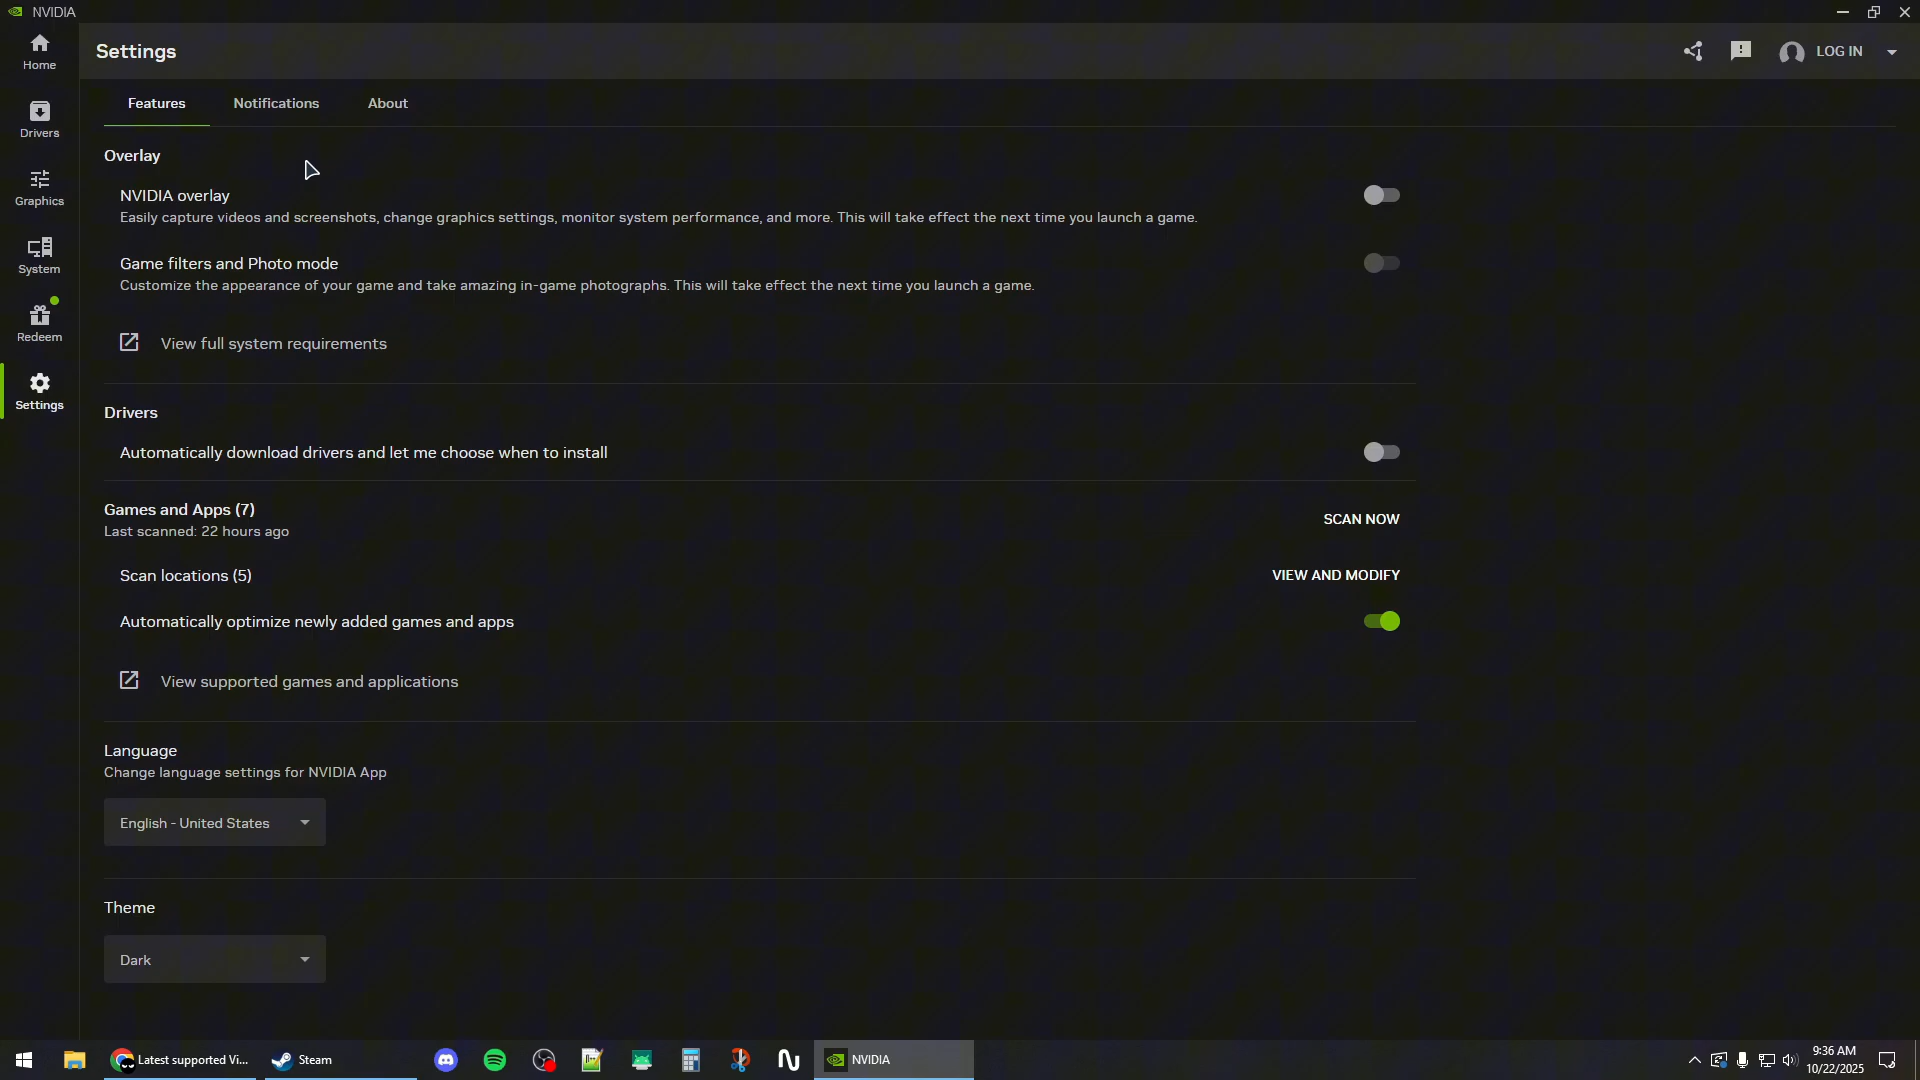 NVIDIA
Home
Drivers
Graphics
System
Redeem
Settings
Settings
LOG IN
Features
Notifications
About
Overlay
NVIDIA overlay
Easily capture videos and screenshots, change graphics settings, monitor system performance, and more. This will take effect the next time you launch a game.
Game filters and Photo mode
Customize the appearance of your game and take amazing in-game photographs. This will take effect the next time you launch a game.
View full system requirements
Drivers
Automatically download drivers and let me choose when to install
Games and Apps (7)
Last scanned: 22 hours ago
SCAN NOW
Scan locations (5)
VIEW AND MODIFY
Automatically optimize newly added games and apps
View supported games and applications
Language
Change language settings for NVIDIA App
English - United States
Theme
Dark
Latest supported Vi...
Steam
NVIDIA
9:36 AM
10/22/2025